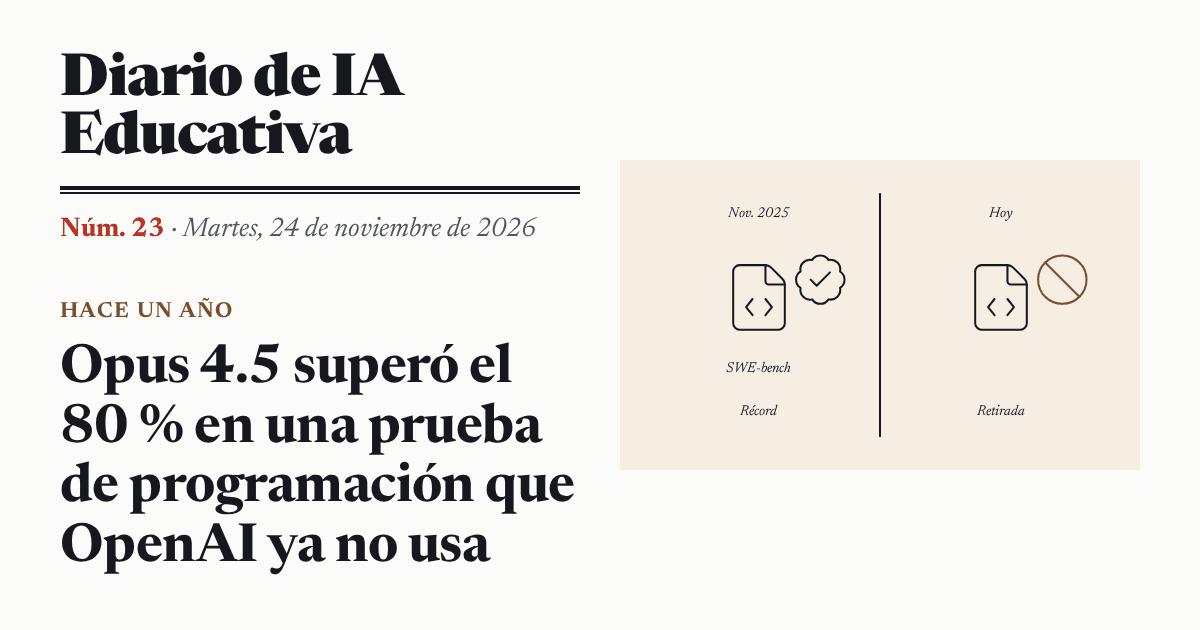 Diario de IA
Educativa
Núm. 23 · Martes, 24 de noviembre de 2026
HACE UN AÑO
Opus 4.5 superó el
80 % en una prueba
de programación que
OpenAI ya no usa
Nov. 2025
SWE-bench
Récord
Hoy
Retirada